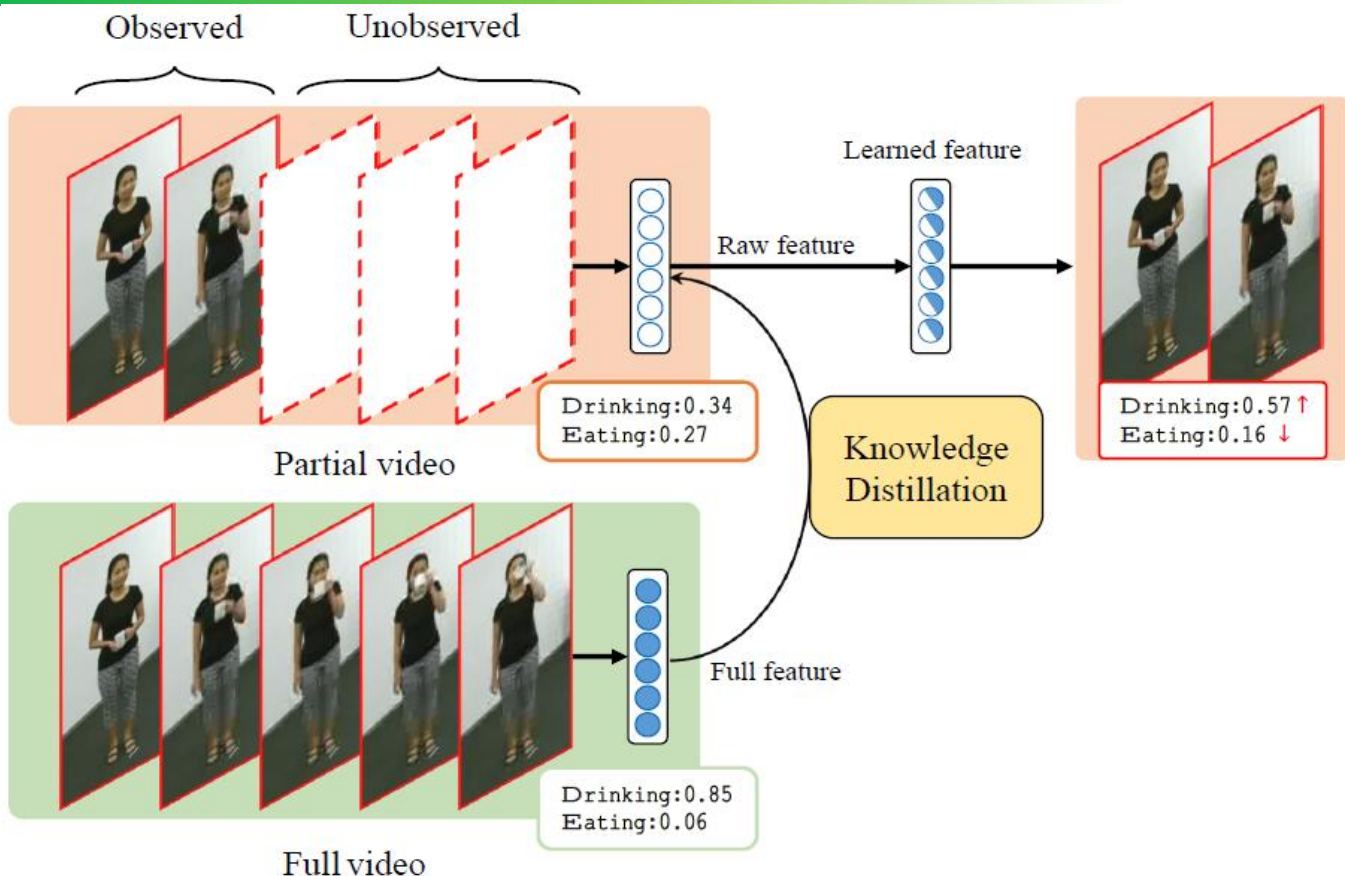 Observed
Unobserved
Learned feature
Raw feature
Drinking:0.34
Eating:0.27
Drinking:0.57↑
Eating:0.16 ↓
Partial video
Knowledge
Distillation
Full feature
Drinking:0.85
Eating:0.06
Full video